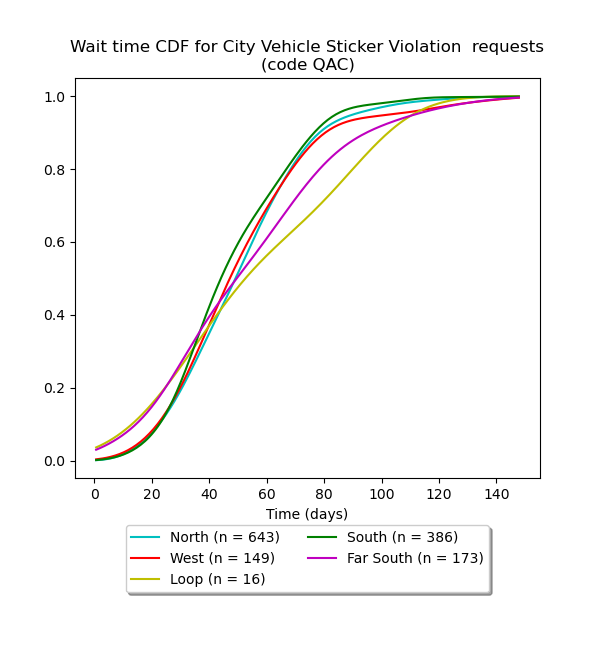 Wait time CDF for City Vehicle Sticker Violation  requests
(code QAC)
1.0
0.8
0.6
0.4
0.2
0.0
0 20 40 60 80 100 120 140
Time (days)
North (n = 643) South (n = 386)
West (n = 149) Far South (n = 173)
Loop (n = 16)